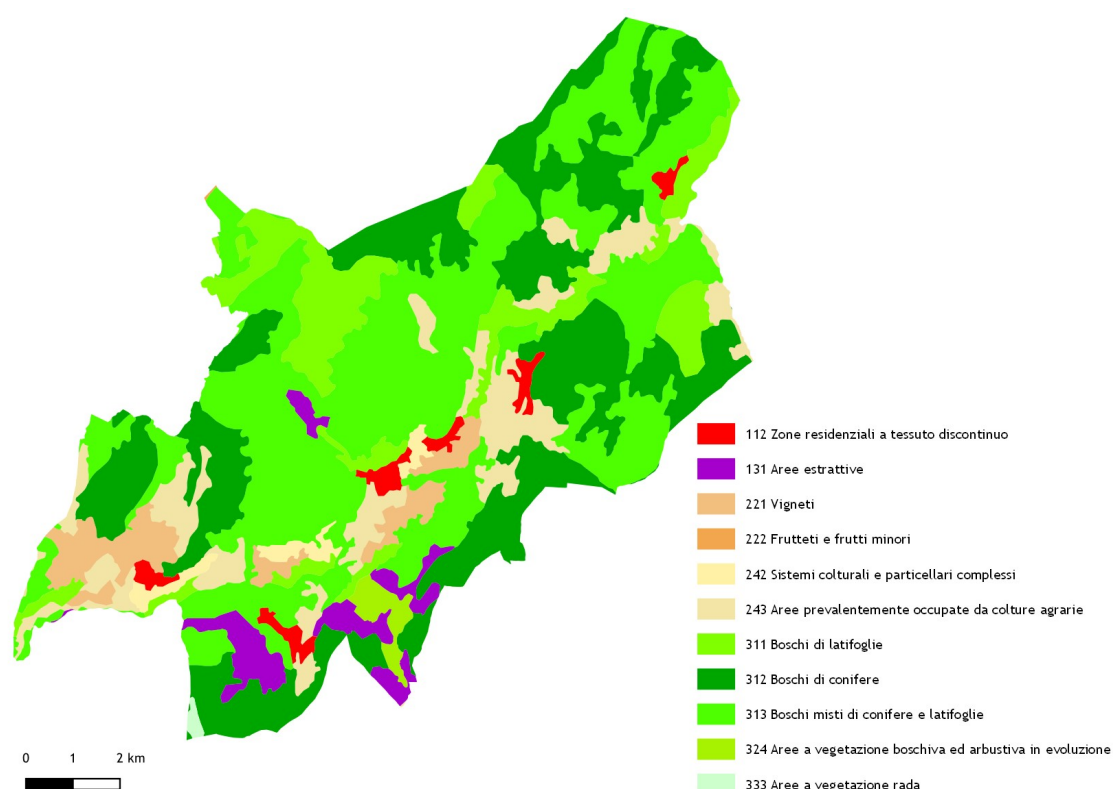 112 Zone residenziali a tessuto discontinuo
131 Aree estrattive
221 Vigneti
222 Frutteti e frutti minori
242 Sistemi colturali e particellari complessi
243 Aree prevalentemente occupate da colture agrarie
311 Boschi di latifoglie
312 Boschi di conifere
313 Boschi misti di conifere e latifoglie
324 Aree a vegetazione boschiva ed arbustiva in evoluzione
333 Aree a vegetazione rada
0 1 2 km